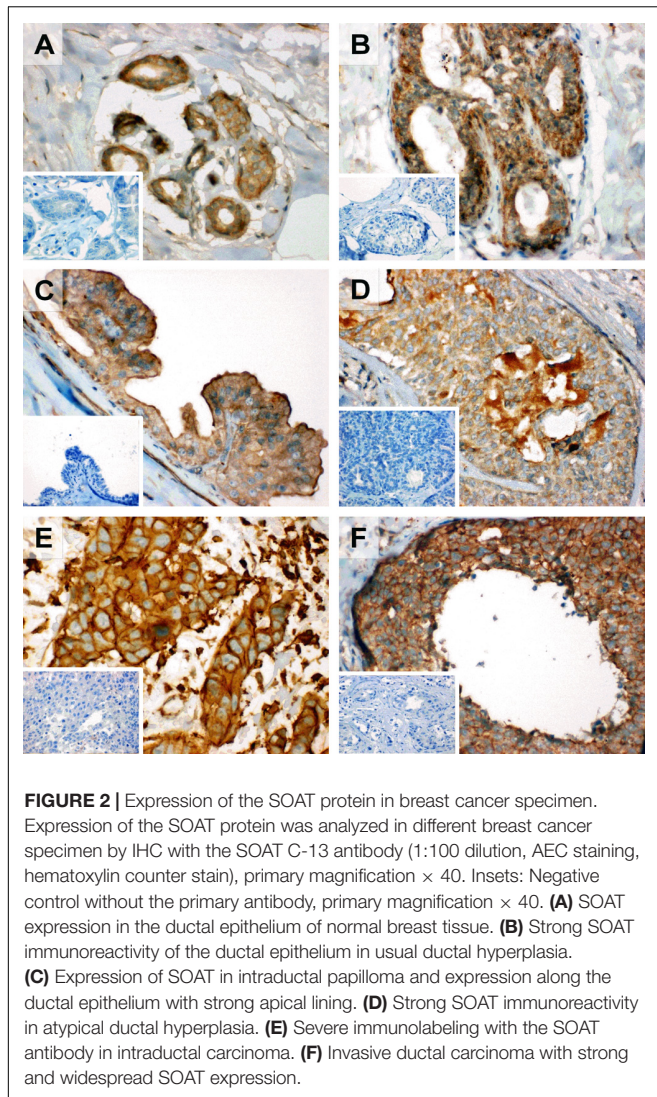 A
B
C
D
E
F
FIGURE 2 | Expression of the SOAT protein in breast cancer specimen.
Expression of the SOAT protein was analyzed in different breast cancer
specimen by IHC with the SOAT C-13 antibody (1:100 dilution, AEC staining,
hematoxylin counter stain), primary magnification × 40. Insets: Negative
control without the primary antibody, primary magnification × 40. (A) SOAT
expression in the ductal epithelium of normal breast tissue. (B) Strong SOAT
immunoreactivity of the ductal epithelium in usual ductal hyperplasia.
(C) Expression of SOAT in intraductal papilloma and expression along the
ductal epithelium with strong apical lining. (D) Strong SOAT immunoreactivity
in atypical ductal hyperplasia. (E) Severe immunolabeling with the SOAT
antibody in intraductal carcinoma. (F) Invasive ductal carcinoma with strong
and widespread SOAT expression.